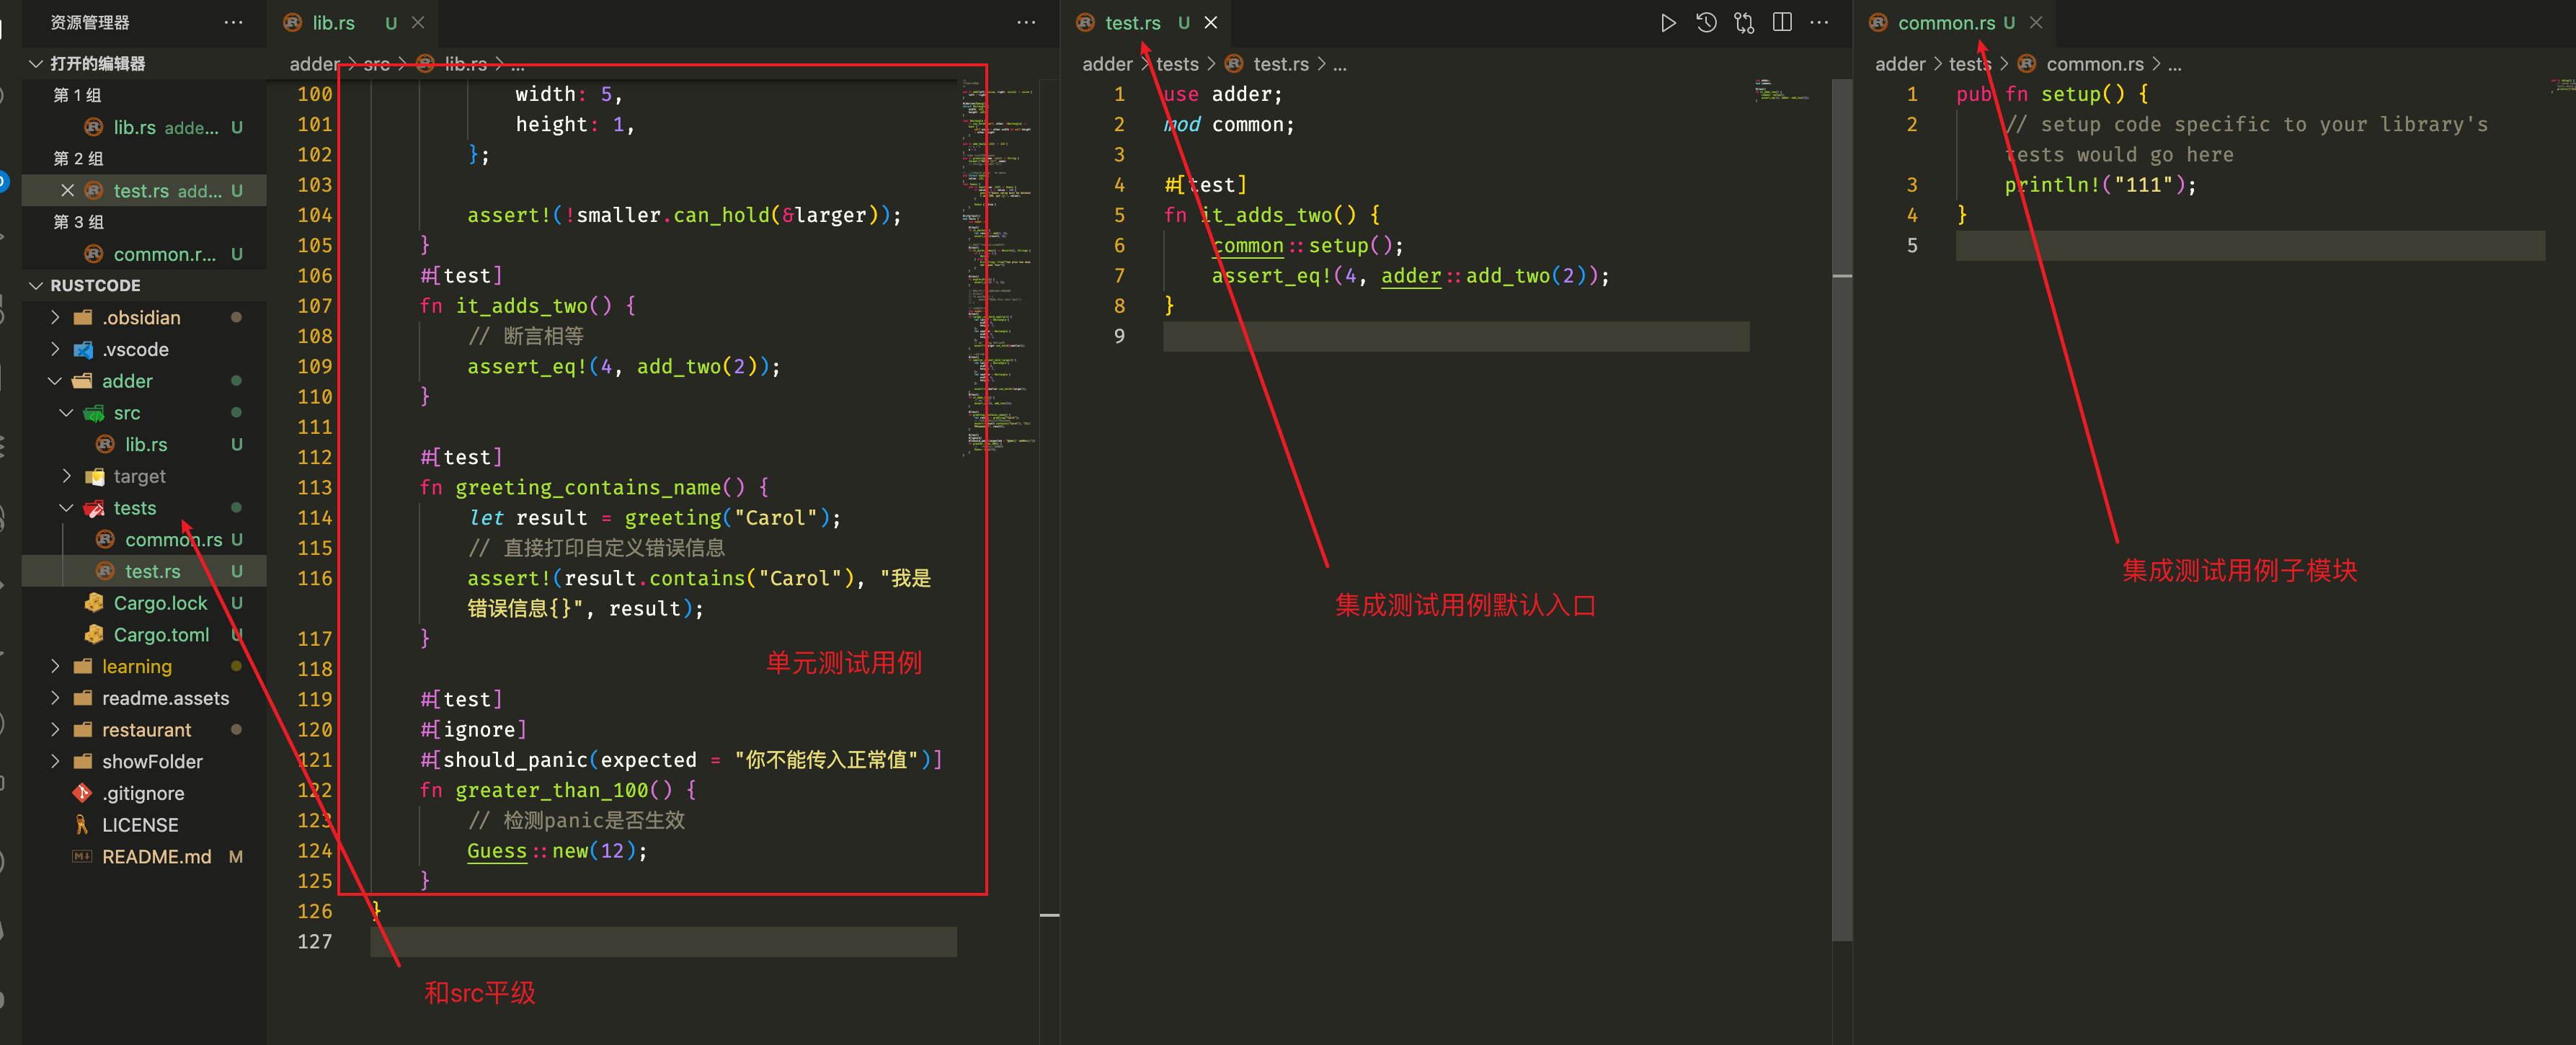 资源管理器
打开的编辑器
第 1 组
lib.rs adde... U
第 2 组
test.rs add... U
第 3 组
common.r... U
RUSTCODE
.obsidian
.vscode
adder
src
lib.rs U
target
tests
common.rs U
test.rs U
Cargo.lock U
Cargo.toml U
learning
readme.assets
restaurant
showFolder
.gitignore
LICENSE
README.md M
和src平级
lib.rs U
adder > src > lib.rs > ...
100 width: 5,
101 height: 1,
102 };
103
104 assert!(!smaller.can_hold(&larger));
105 }
106 #[test]
107 fn it_adds_two() {
108 // 断言相等
109 assert_eq!(4, add_two(2));
110 }
111
112 #[test]
113 fn greeting_contains_name() {
114 let result = greeting("Carol");
115 // 直接打印自定义错误信息
116 assert!(result.contains("Carol"), "我是
错误信息{}", result);
117 }
118
119 #[test]
120 #[ignore]
121 #[should_panic(expected = "你不能传入正常值")]
122 fn greater_than_100() {
123 // 检测panic是否生效
124 Guess::new(12);
125 }
126 }
127
单元测试用例
test.rs U
adder > tests > test.rs > ...
1 use adder;
2 mod common;
3
4 #[test]
5 fn it_adds_two() {
6 common::setup();
7 assert_eq!(4, adder::add_two(2));
8 }
9
集成测试用例默认入口
common.rs U
adder > tests > common.rs > ...
1 pub fn setup() {
2 // setup code specific to your library's
tests would go here
3 println!("111");
4 }
5
集成测试用例子模块